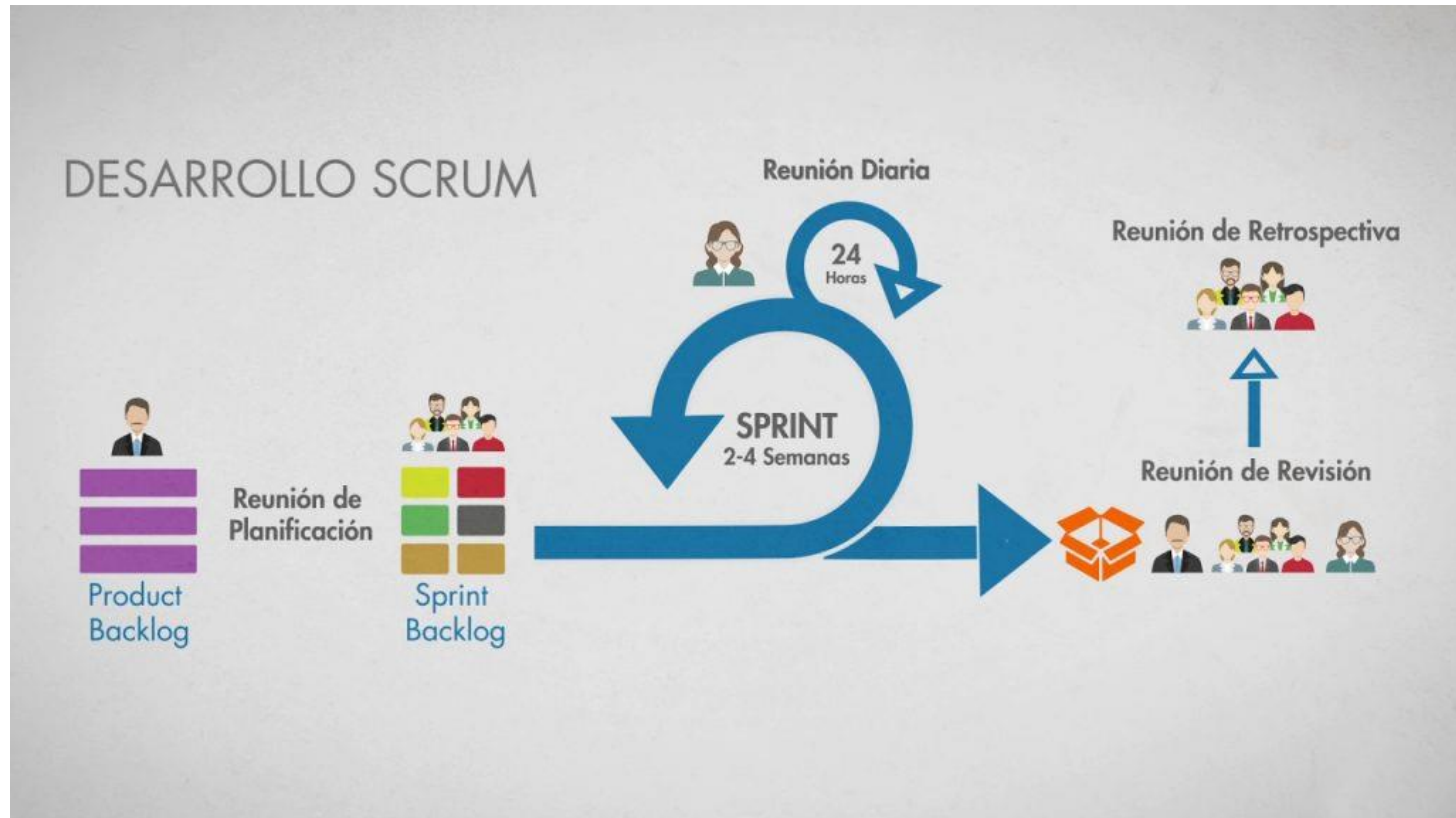 DESARROLLO SCRUM
Reunión Diaria
24
Horas
Reunión de Retrospectiva
SPRINT
2-4 Semanas
Reunión de
Planificación
Reunión de Revisión
Product
Backlog
Sprint
Backlog